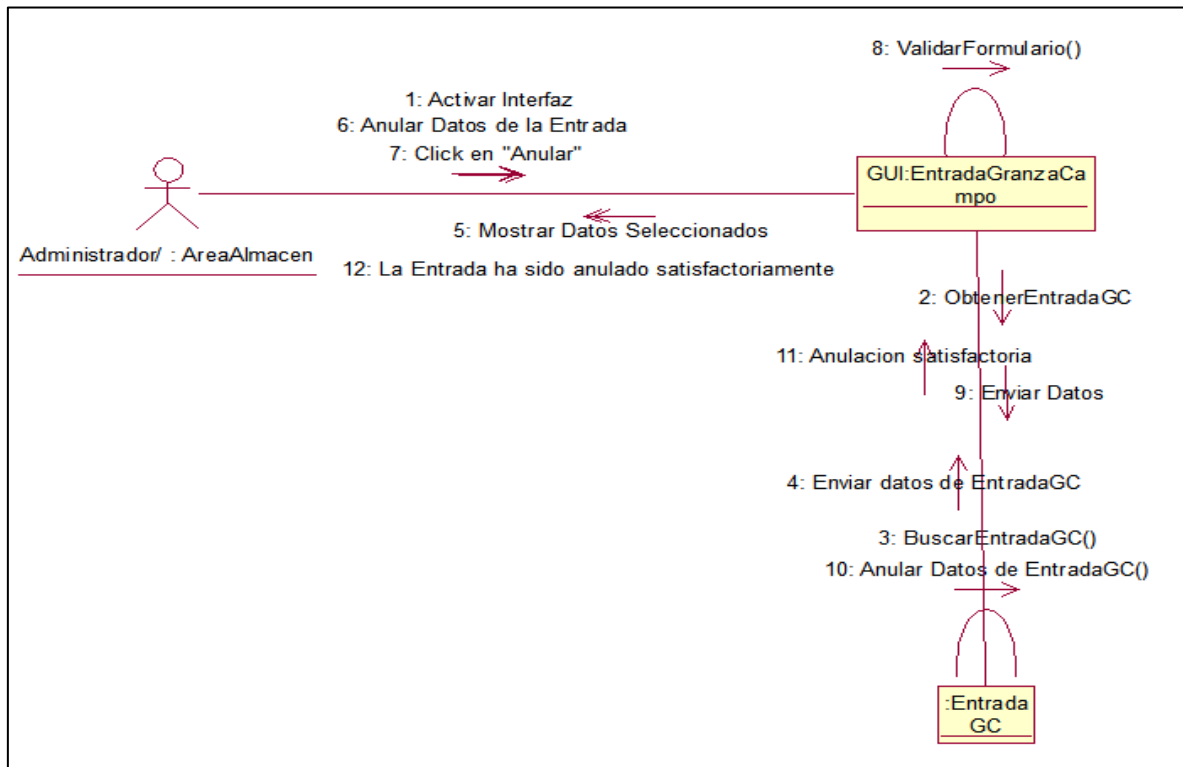 8: ValidarFormulario()
1: Activar Interfaz
6: Anular Datos de la Entrada
7: Click en "Anular"
GUI:EntradaGranzaCa
mpo
5: Mostrar Datos Seleccionados
Administrador/ : AreaAlmacen
12: La Entrada ha sido anulado satisfactoriamente
2: ObtenerEntradaGC
11: Anulacion satisfactoria
9: Enviar Datos
4: Enviar datos de EntradaGC
3: BuscarEntradaGC()
10: Anular Datos de EntradaGC()
:Entrada
GC